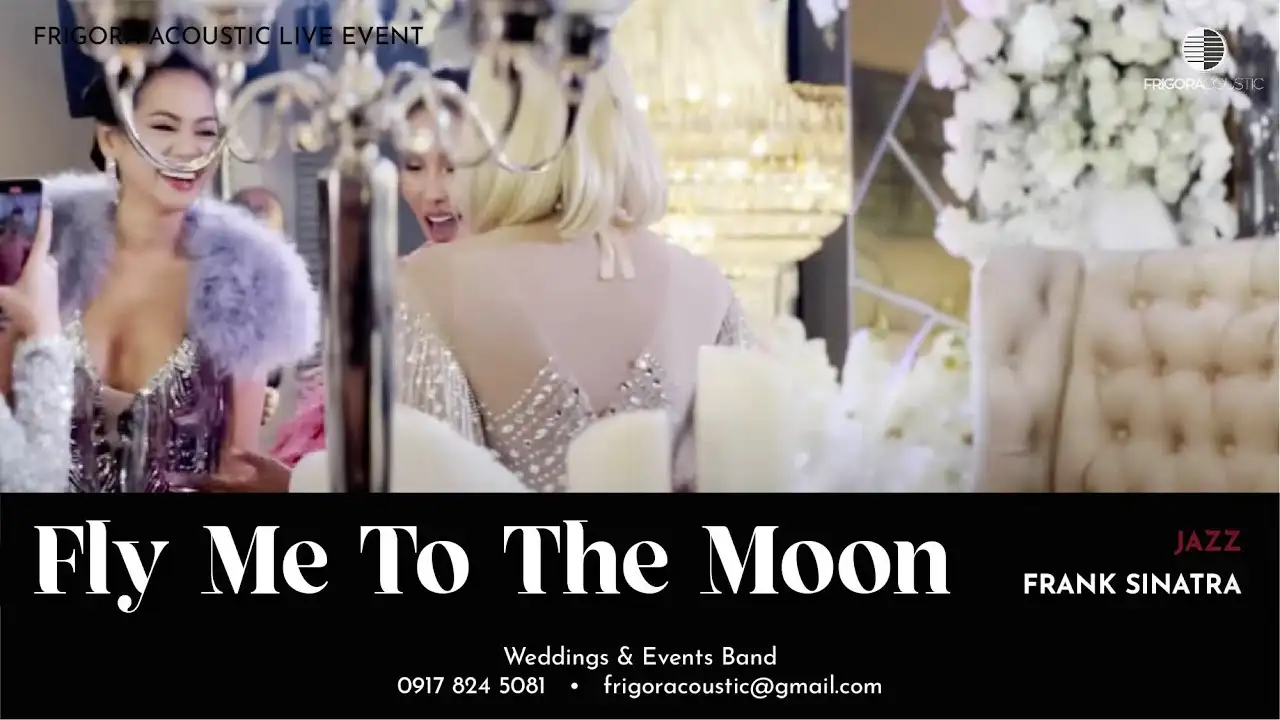 FRIGORA ACOUSTIC LIVE EVENT
FRIGORACOUSTIC
Fly Me To The Moon
JAZZ
FRANK SINATRA
Weddings & Events Band
0917 824 5081 • frigoracoustic@gmail.com